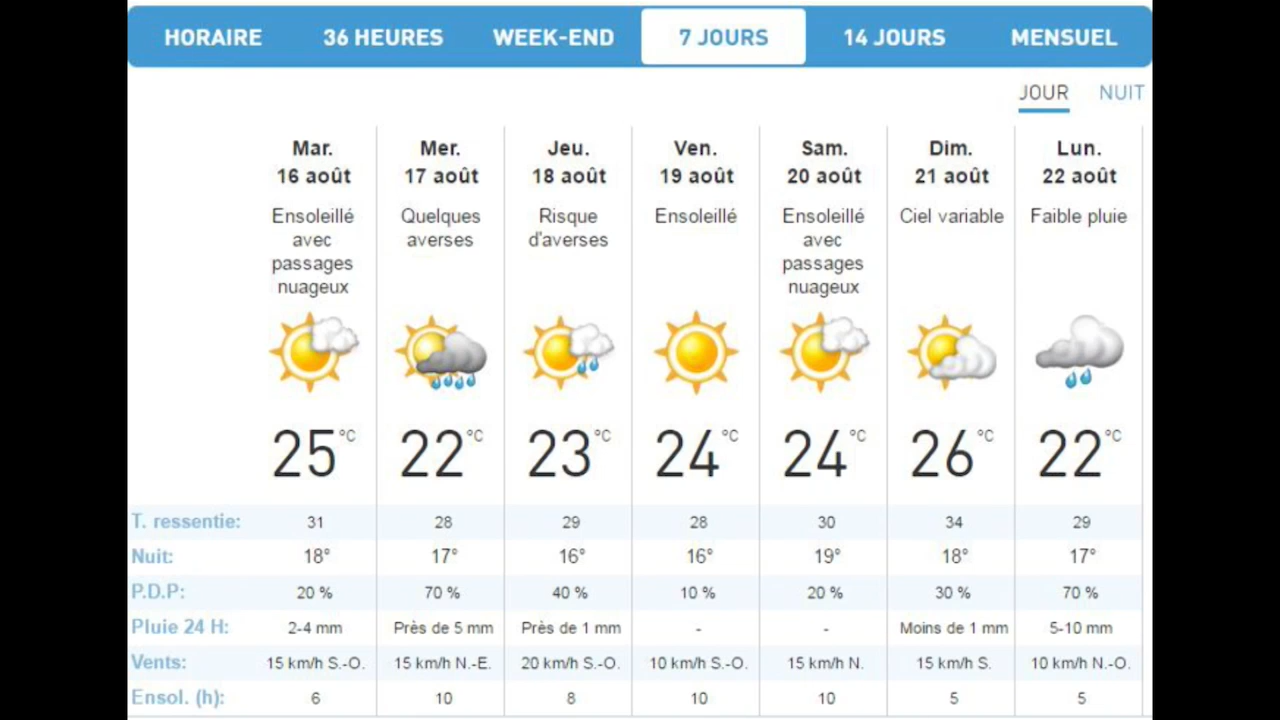 HORAIRE 36 HEURES WEEK-END 7 JOURS 14 JOURS MENSUEL
JOUR NUIT
Mar. Mer. Jeu. Ven. Sam. Dim. Lun.
16 août 17 août 18 août 19 août 20 août 21 août 22 août
Ensoleillé Quelques Risque Ensoleillé Ensoleillé Ciel variable Faible pluie
avec averses d'averses avec
passages passages
nuageux nuageux
25°C 22°C 23°C 24°C 24°C 26°C 22°C
T. ressentie: 31 28 29 28 30 34 29
Nuit: 18° 17° 16° 16° 19° 18° 17°
P.D.P: 20 % 70 % 40 % 10 % 20 % 30 % 70 %
Pluie 24 H: 2-4 mm Près de 5 mm Près de 1 mm - - Moins de 1 mm 5-10 mm
Vents: 15 km/h S.-O. 15 km/h N.-E. 20 km/h S.-O. 10 km/h S.-O. 15 km/h N. 15 km/h S. 10 km/h N.-O.
Ensol. (h): 6 10 8 10 10 5 5